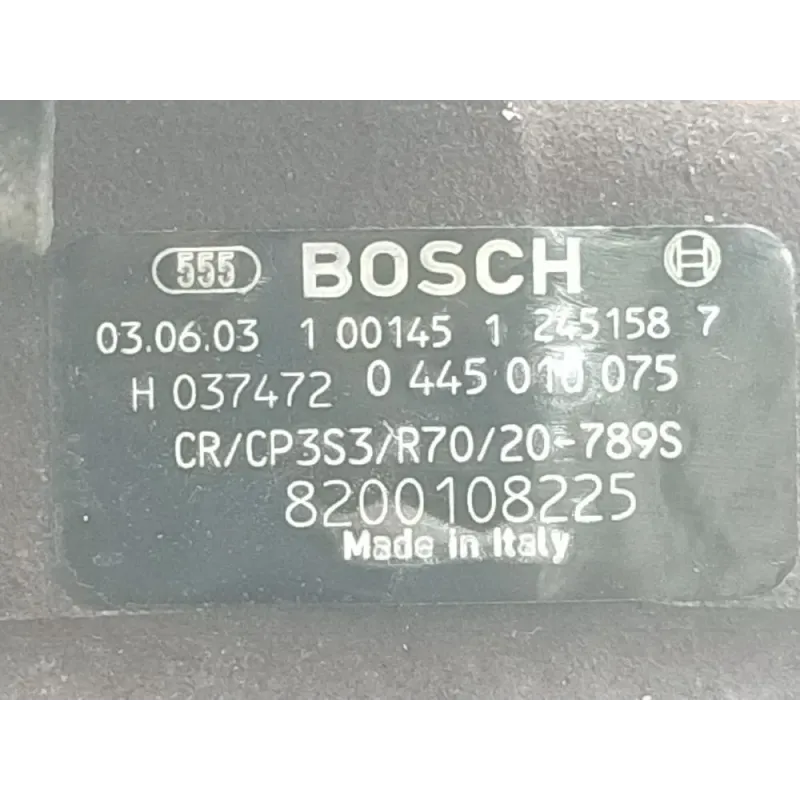 555 BOSCH H
03.06.03 1 00145 1 245158 7
H 037472 0 445 010 075
CR/CP3S3/R70/20-789S
8200108225
Made in Italy